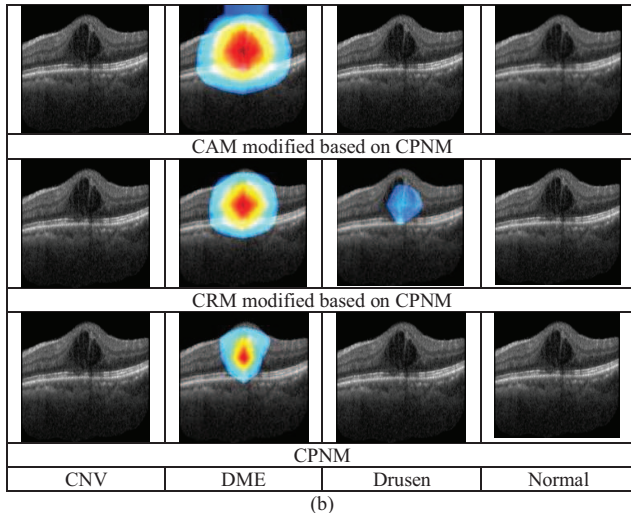 CAM modified based on CPNM
CRM modified based on CPNM
CPNM
CNV DME Drusen Normal
(b)